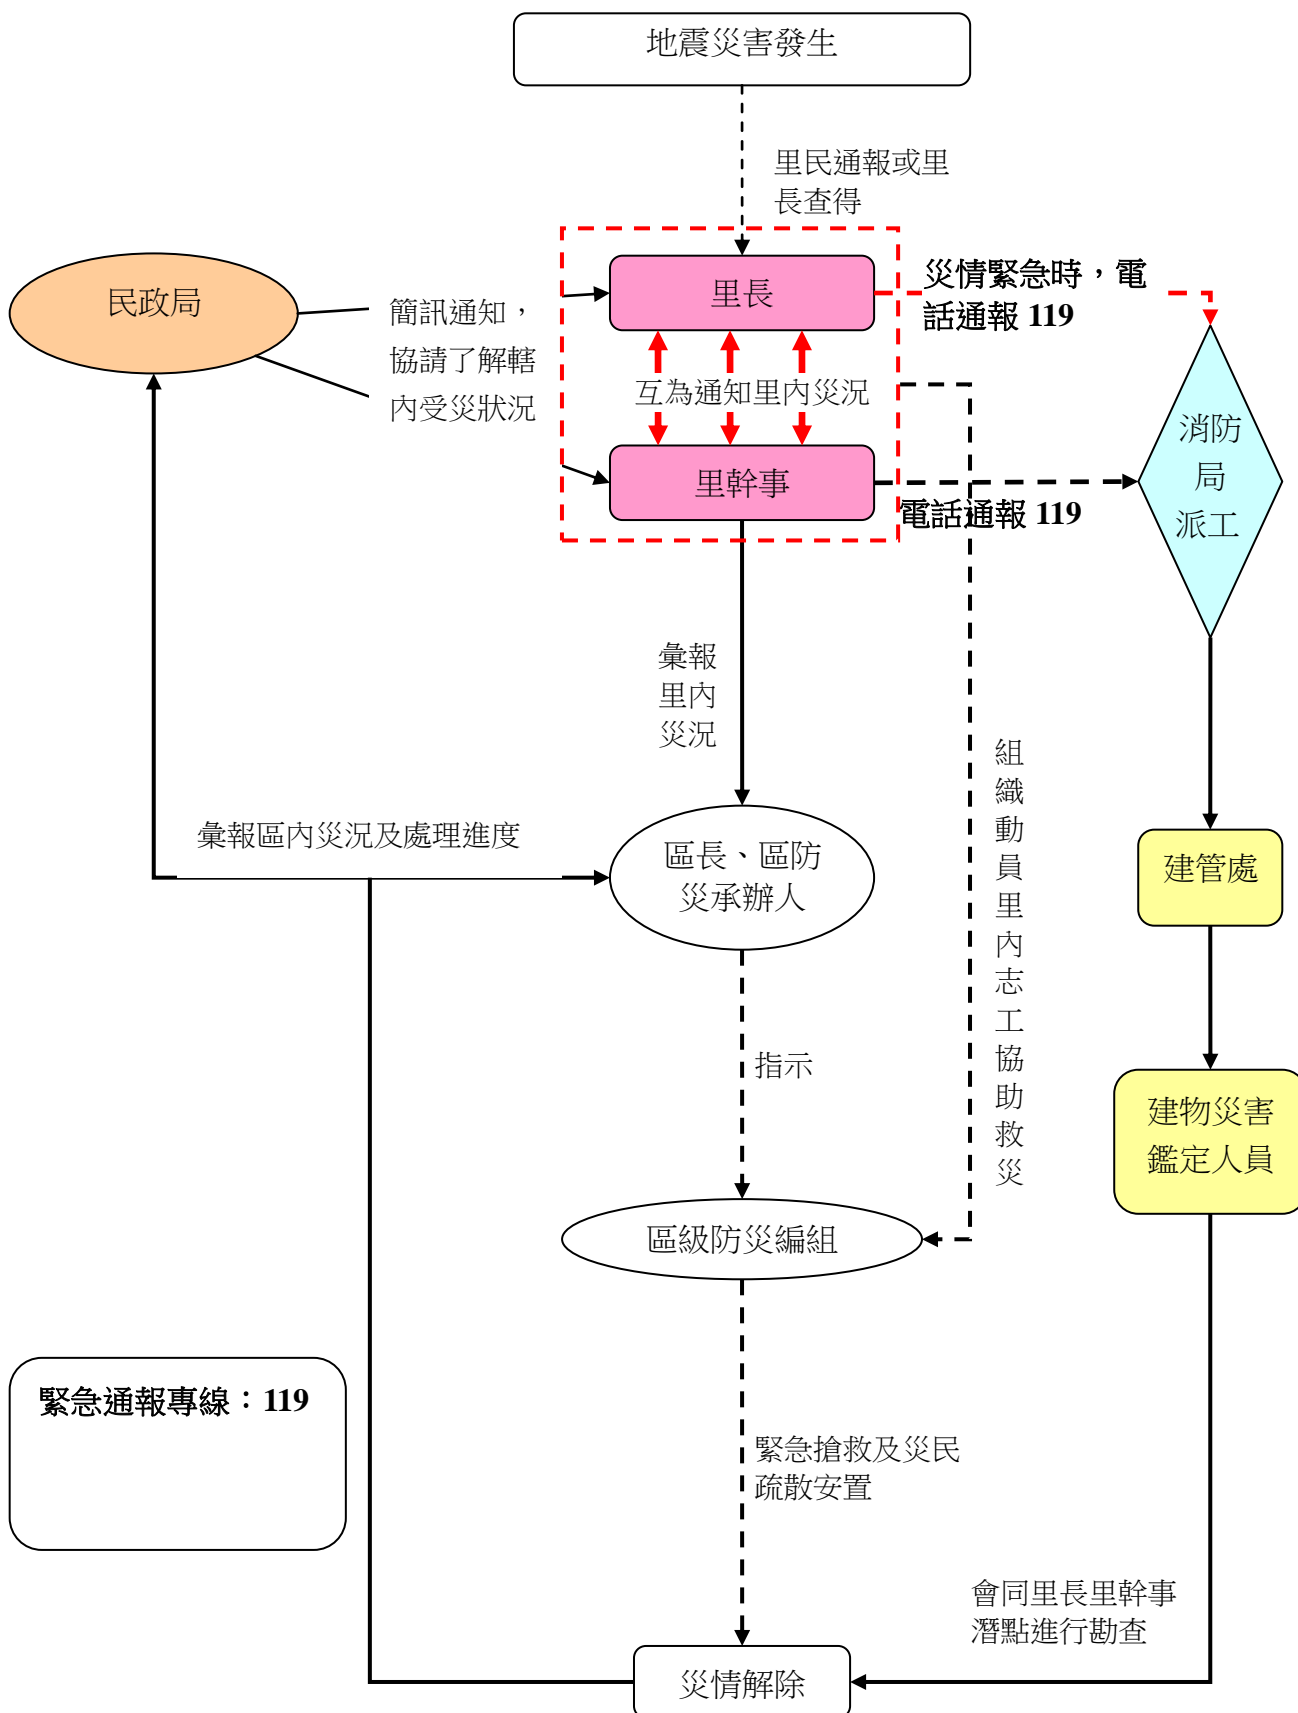 地震災害發生
里民通報或里
長查得
民政局
簡訊通知，
協請了解轄
內受災狀況
里長
災情緊急時，電
話通報 119
互為通知里內災況
里幹事
電話通報 119
消防
局
派工
彙報
里內
災況
組織動員里內志工協助救災
彙報區內災況及處理進度
區長、區防
災承辦人
建管處
指示
建物災害
鑑定人員
區級防災編組
緊急通報專線：119
緊急搶救及災民
疏散安置
會同里長里幹事
潛點進行勘查
災情解除